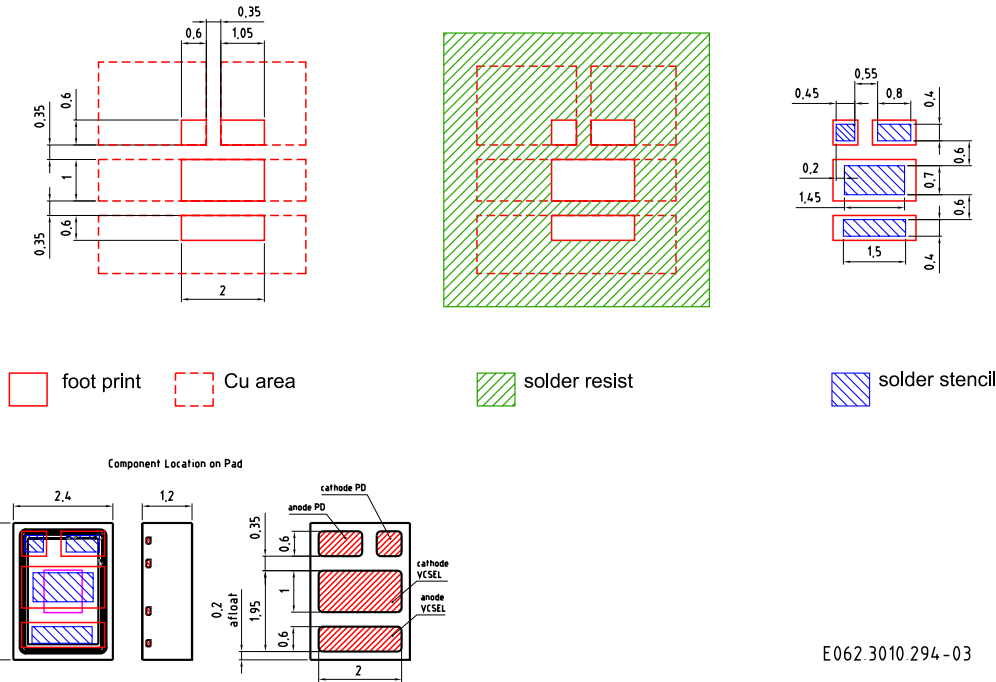 0,35
0,6
1,05
0,6
0,35
1
0,35
0,6
2
0,55
0,45
0,8
0,4
0,6
0,2
0,7
1,45
0,6
1,5
0,4
foot print
Cu area
solder resist
solder stencil
Component Location on Pad
2,4
1,2
cathode PD
anode PD
0,35
0,6
cathode
VCSEL
1
1,95
0,2
afloat
anode
VCSEL
0,6
2
E062.3010.294-03